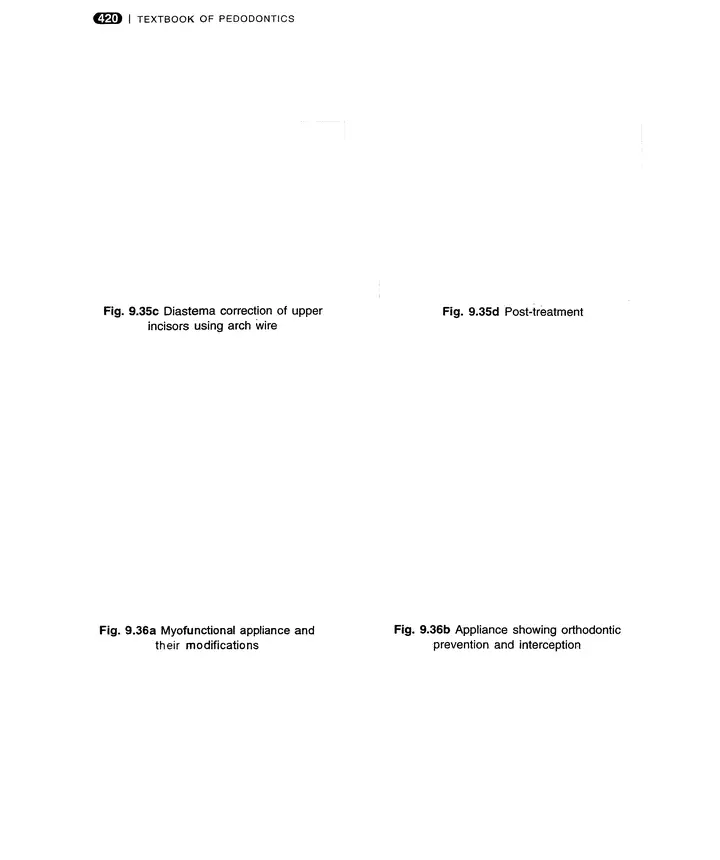 420 | TEXTBOOK OF PEDODONTICS
Fig. 9.35c Diastema correction of upper
incisors using arch wire
Fig. 9.35d Post-treatment
Fig. 9.36a Myofunctional appliance and
their modifications
Fig. 9.36b Appliance showing orthodontic
prevention and interception